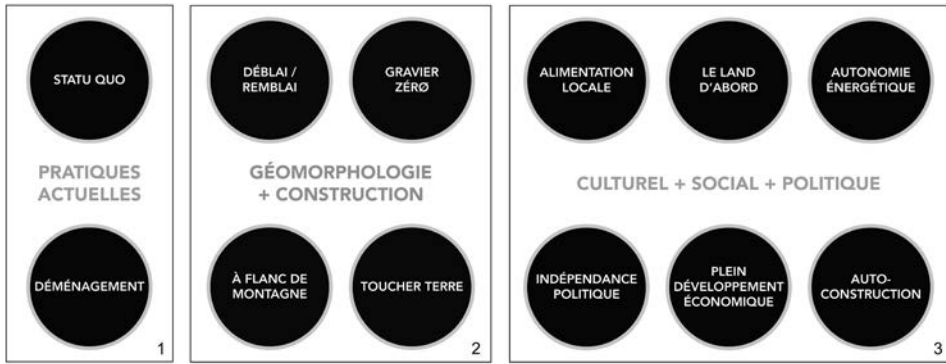 STATU QUO
PRATIQUES
ACTUELLES
DÉMÉNAGEMENT
1
DÉBLAI /
REMBLAI
GRAVIER
ZÉRØ
GÉOMORPHOLOGIE
+ CONSTRUCTION
À FLANC DE
MONTAGNE
TOUCHER TERRE
2
ALIMENTATION
LOCALE
LE LAND
D'ABORD
AUTONOMIE
ÉNERGÉTIQUE
CULTUREL + SOCIAL + POLITIQUE
INDÉPENDANCE
POLITIQUE
PLEIN
DÉVELOPPEMENT
ÉCONOMIQUE
AUTO-
CONSTRUCTION
3